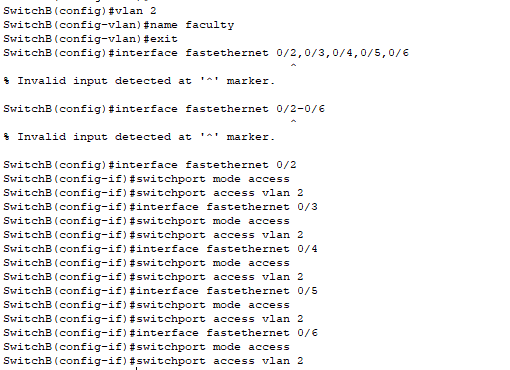 SwitchB(config)#vlan 2
SwitchB(config-vlan)#name faculty
SwitchB(config-vlan)#exit
SwitchB(config)#interface fastethernet 0/2,0/3,0/4,0/5,0/6
^
% Invalid input detected at '^' marker.
SwitchB(config)#interface fastethernet 0/2-0/6
^
% Invalid input detected at '^' marker.
SwitchB(config)#interface fastethernet 0/2
SwitchB(config-if)#switchport mode access
SwitchB(config-if)#switchport access vlan 2
SwitchB(config-if)#interface fastethernet 0/3
SwitchB(config-if)#switchport mode access
SwitchB(config-if)#switchport access vlan 2
SwitchB(config-if)#interface fastethernet 0/4
SwitchB(config-if)#switchport mode access
SwitchB(config-if)#switchport access vlan 2
SwitchB(config-if)#interface fastethernet 0/5
SwitchB(config-if)#switchport mode access
SwitchB(config-if)#switchport access vlan 2
SwitchB(config-if)#interface fastethernet 0/6
SwitchB(config-if)#switchport mode access
SwitchB(config-if)#switchport access vlan 2